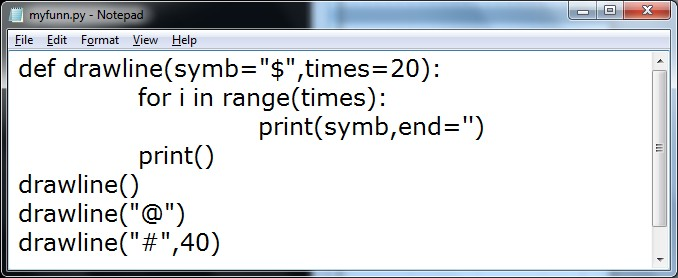 myfunn.py - Notepad
File Edit Format View Help
def drawline(symb="$",times=20):
for i in range(times):
print(symb,end='')
print()
drawline()
drawline("@")
drawline("#",40)